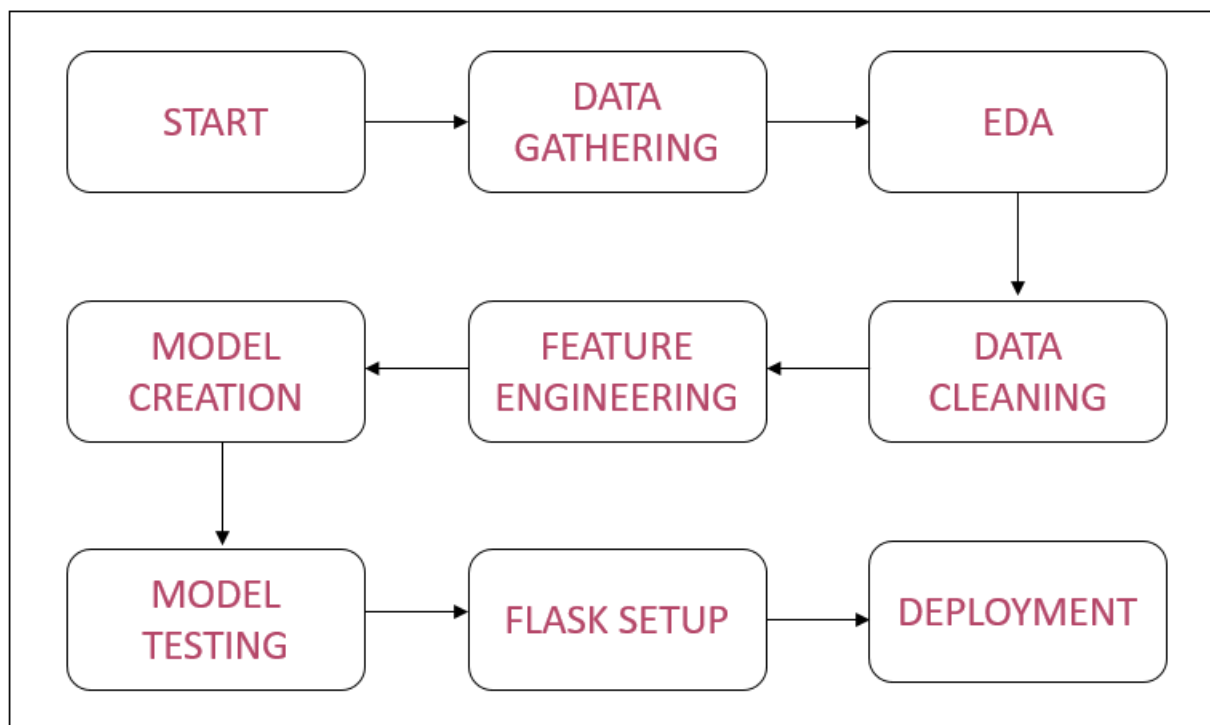 START
DATA
GATHERING
EDA
MODEL
CREATION
FEATURE
ENGINEERING
DATA
CLEANING
MODEL
TESTING
FLASK SETUP
DEPLOYMENT